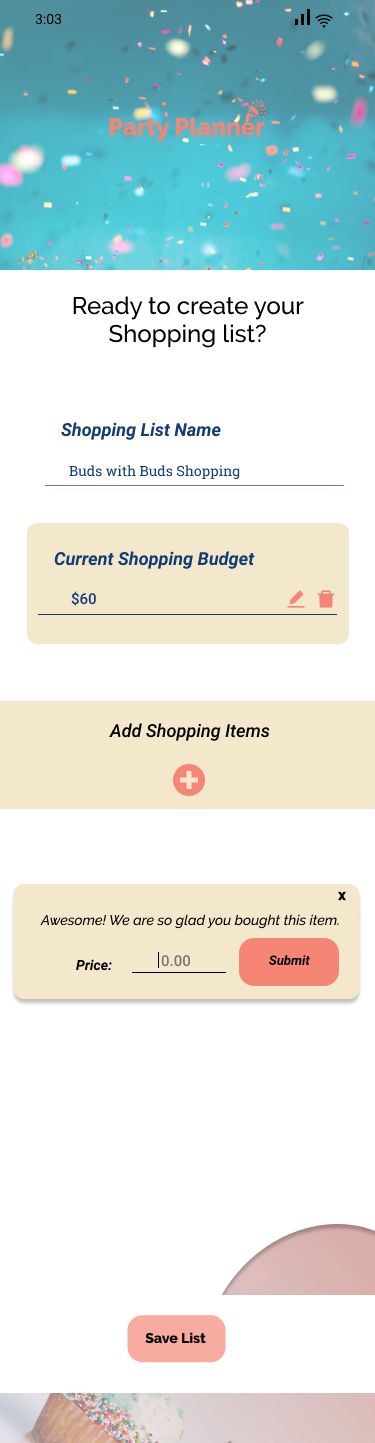 3:03
Party Planner
Ready to create your
Shopping list?
Shopping List Name
Buds with Buds Shopping
Current Shopping Budget
$60
Add Shopping Items
x
Awesome! We are so glad you bought this item.
Price: 0.00 Submit
Save List